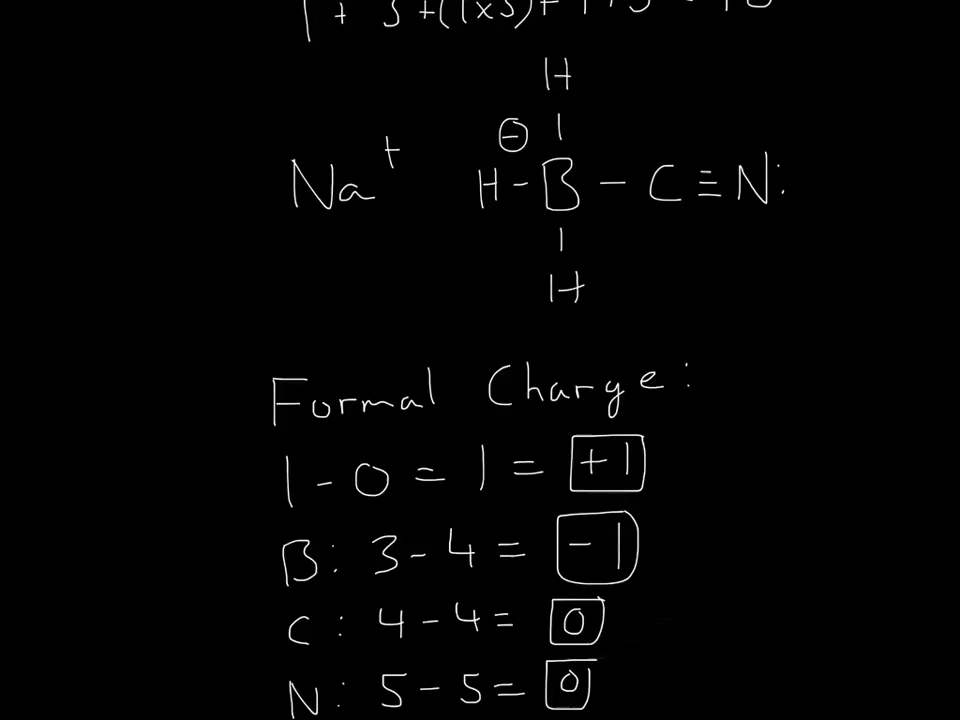 H
⊖ |
Na⁺ H-B-C≡N:
|
H
Formal Charge:
1-0=1=+1
B: 3-4= -1
C: 4-4= 0
N: 5-5= 0